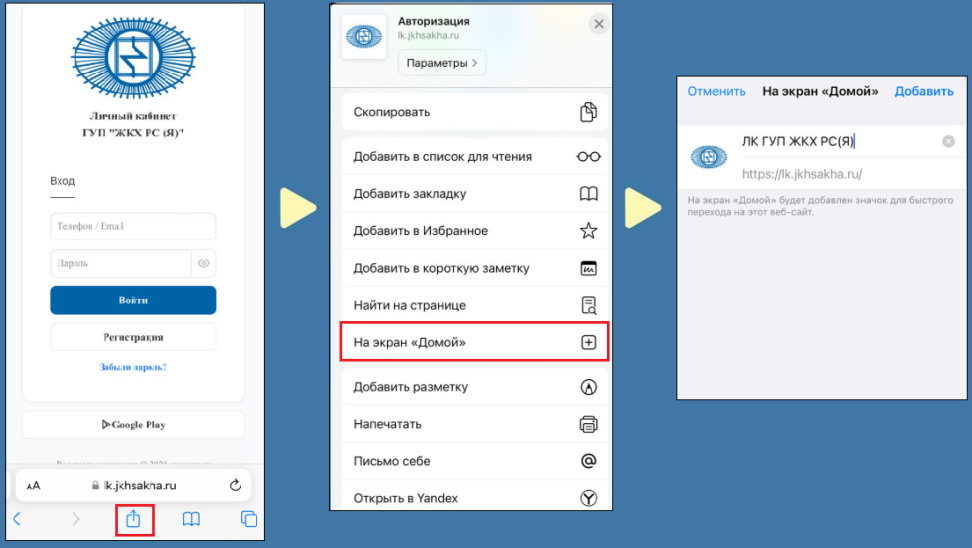 Личный кабинет
ГУП "ЖКХ РС (Я)"
Вход
Телефон / Email
Пароль
Войти
Регистрация
Забыли пароль?
Google Play
AA
lk.jkhsakha.ru
Авторизация
lk.jkhsakha.ru
Параметры >
Скопировать
Добавить в список для чтения
Добавить закладку
Добавить в Избранное
Добавить в короткую заметку
Найти на странице
На экран «Домой»
Добавить разметку
Напечатать
Письмо себе
Открыть в Yandex
Отменить На экран «Домой» Добавить
ЛК ГУП ЖКХ РС(Я)
https://lk.jkhsakha.ru/
На экран «Домой» будет добавлен значок для быстрого
перехода на этот веб-сайт.